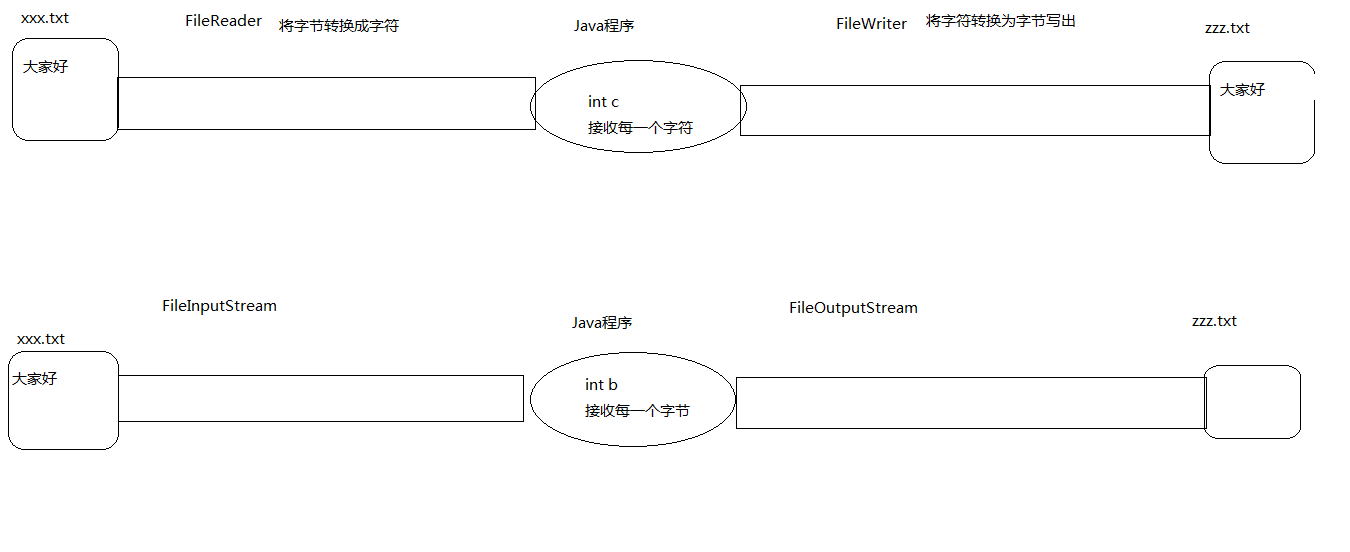 xxx.txt
FileReader
将字节转换成字符
Java程序
FileWriter
将字符转换为字节写出
zzz.txt
大家好
int c
接收每一个字符
大家好
FileInputStream
Java程序
FileOutputStream
zzz.txt
xxx.txt
大家好
int b
接收每一个字节